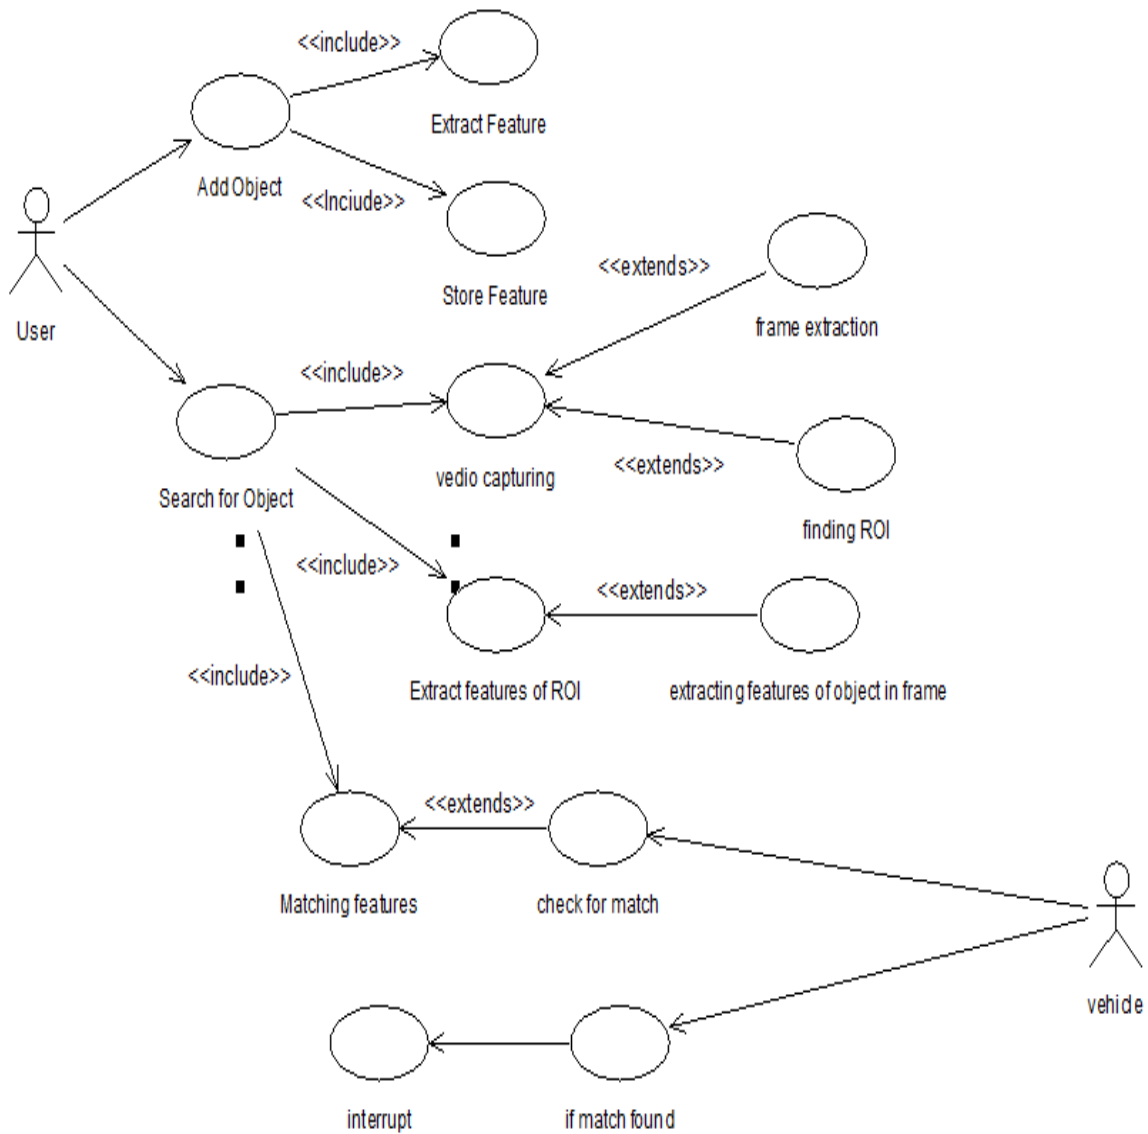 <<include>>
Extract Feature
Add Object
<<Inciude>>
User
Store Feature
<<extends>>
frame extraction
<<include>>
vedio capturing
<<extends>>
Search for Object
finding ROI
<<include>>
<<extends>>
Extract features of ROI
extracting features of object in frame
<<include>>
<<extends>>
Matching features
check for match
vehicle
interrupt
if match found